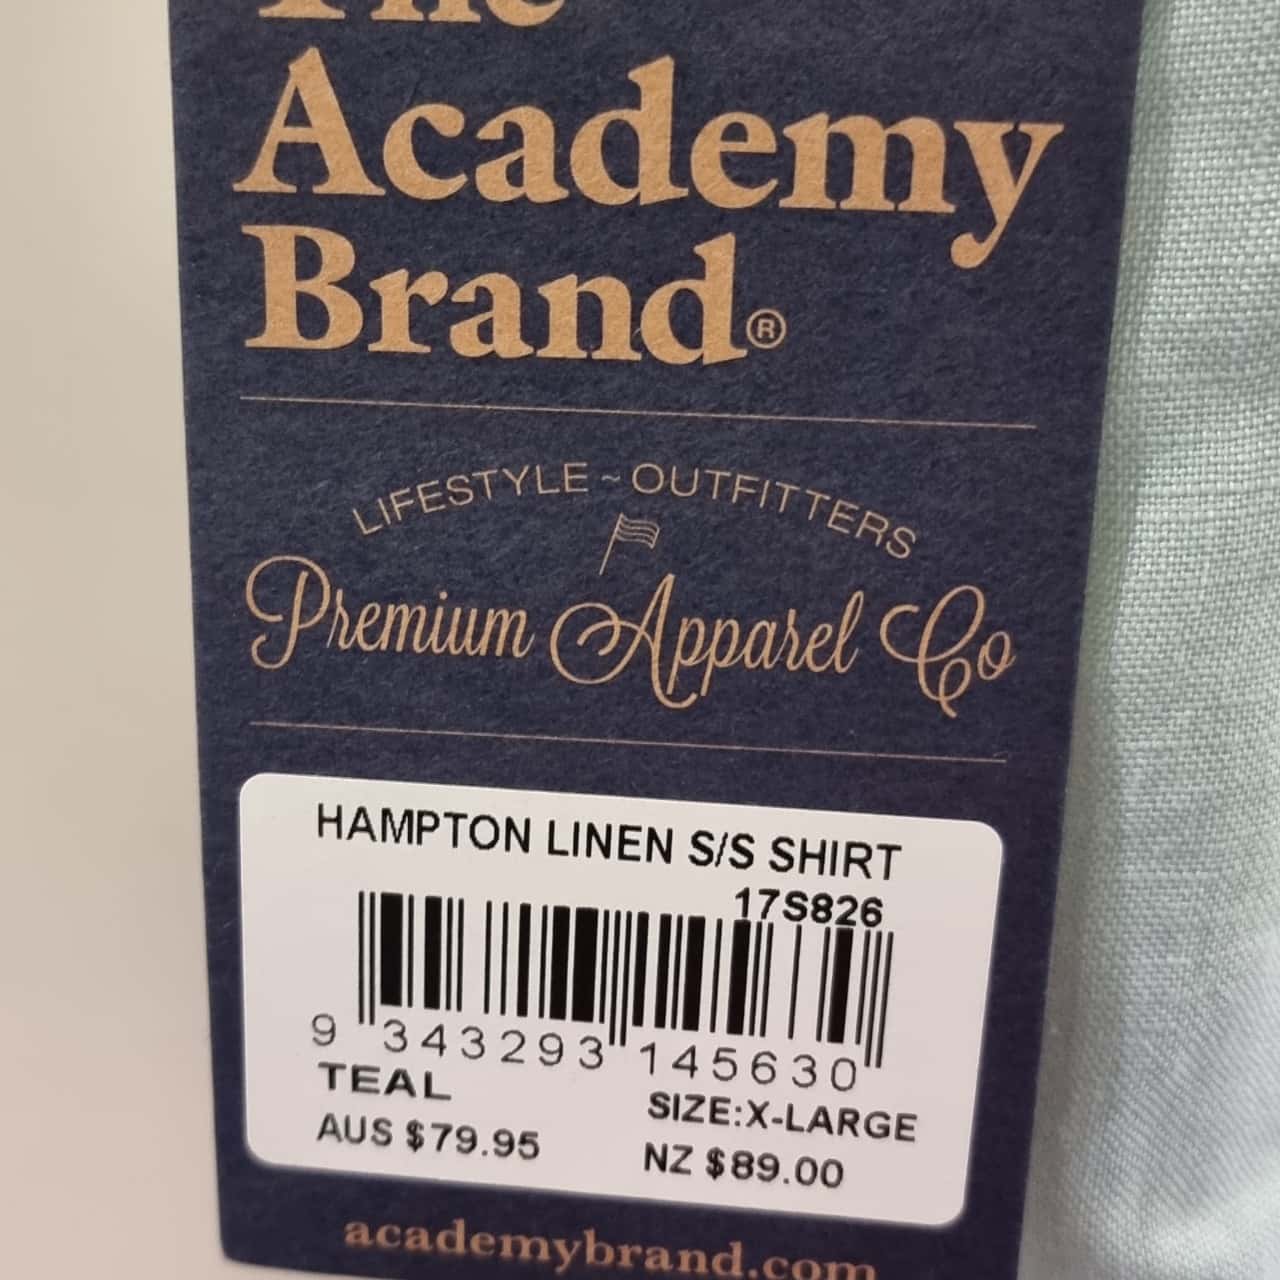 The
Academy
Brand®
LIFESTYLE ~ OUTFITTERS
Premium Apparel Co
HAMPTON LINEN S/S SHIRT
17S826
9 343293 145630
TEAL
SIZE:X-LARGE
AUS $79.95
NZ $89.00
academybrand.com